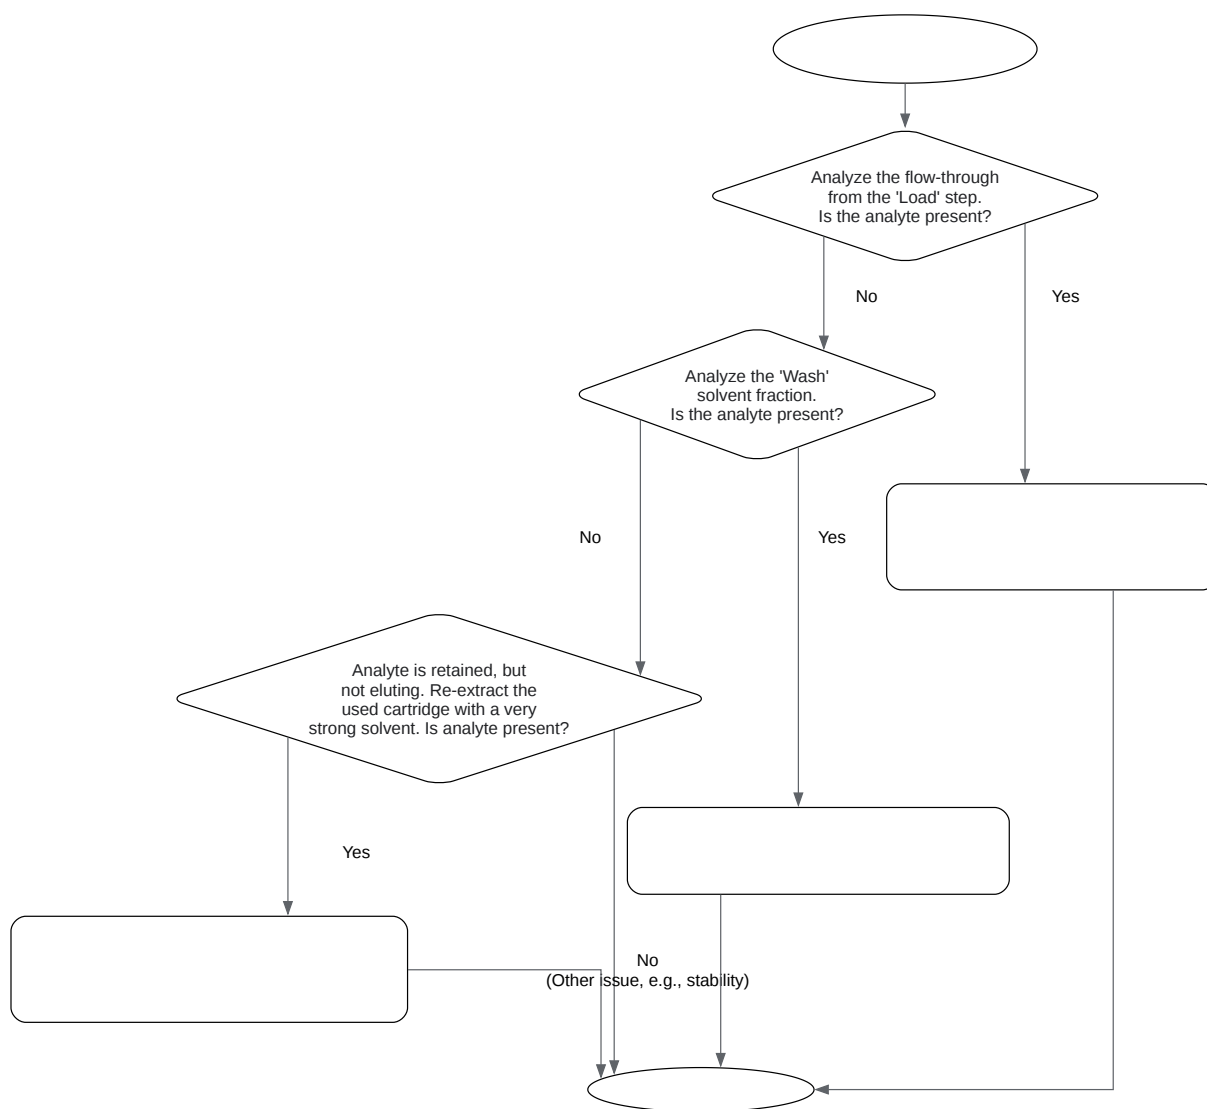 Analyze the flow-through
from the 'Load' step.
Is the analyte present?
No
Yes
Analyze the 'Wash'
solvent fraction.
Is the analyte present?
No
Yes
Analyte is retained, but
not eluting. Re-extract the
used cartridge with a very
strong solvent. Is analyte present?
Yes
No
(Other issue, e.g., stability)